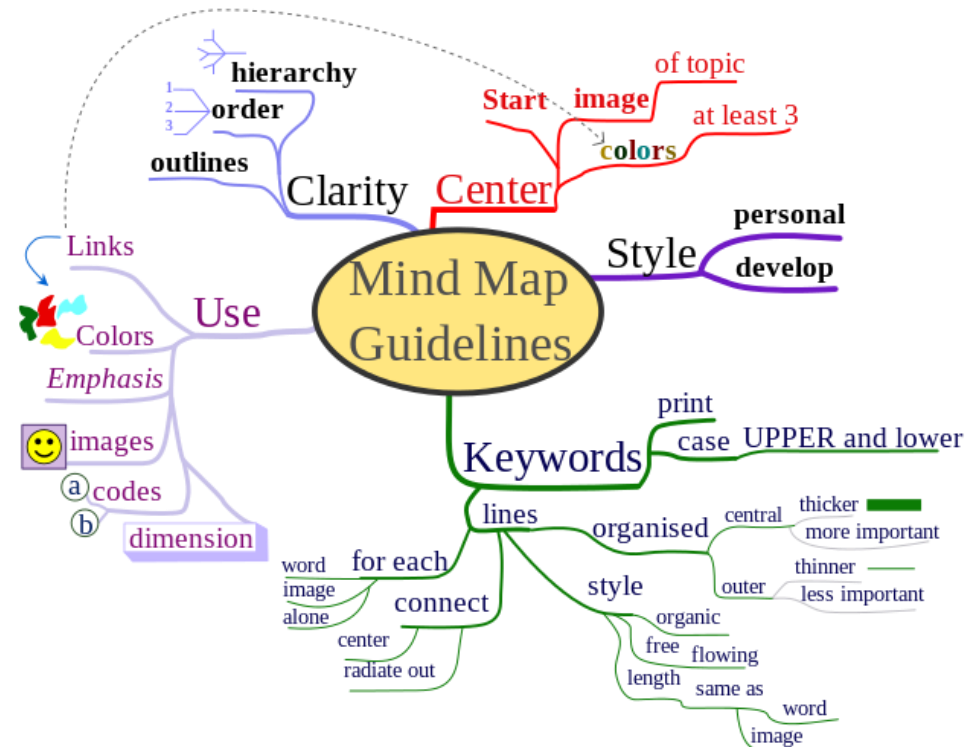 Mind Map
Guidelines
Center
Start
image
of topic
colors
at least 3
Style
personal
develop
Keywords
print
case
UPPER and lower
lines
organised
central
thicker
more important
outer
thinner
less important
style
organic
free
flowing
length
same as
word
image
connect
center
radiate out
for each
word
image
alone
Use
Links
Colors
Emphasis
images
codes
a
b
dimension
Clarity
hierarchy
order
1
2
3
outlines